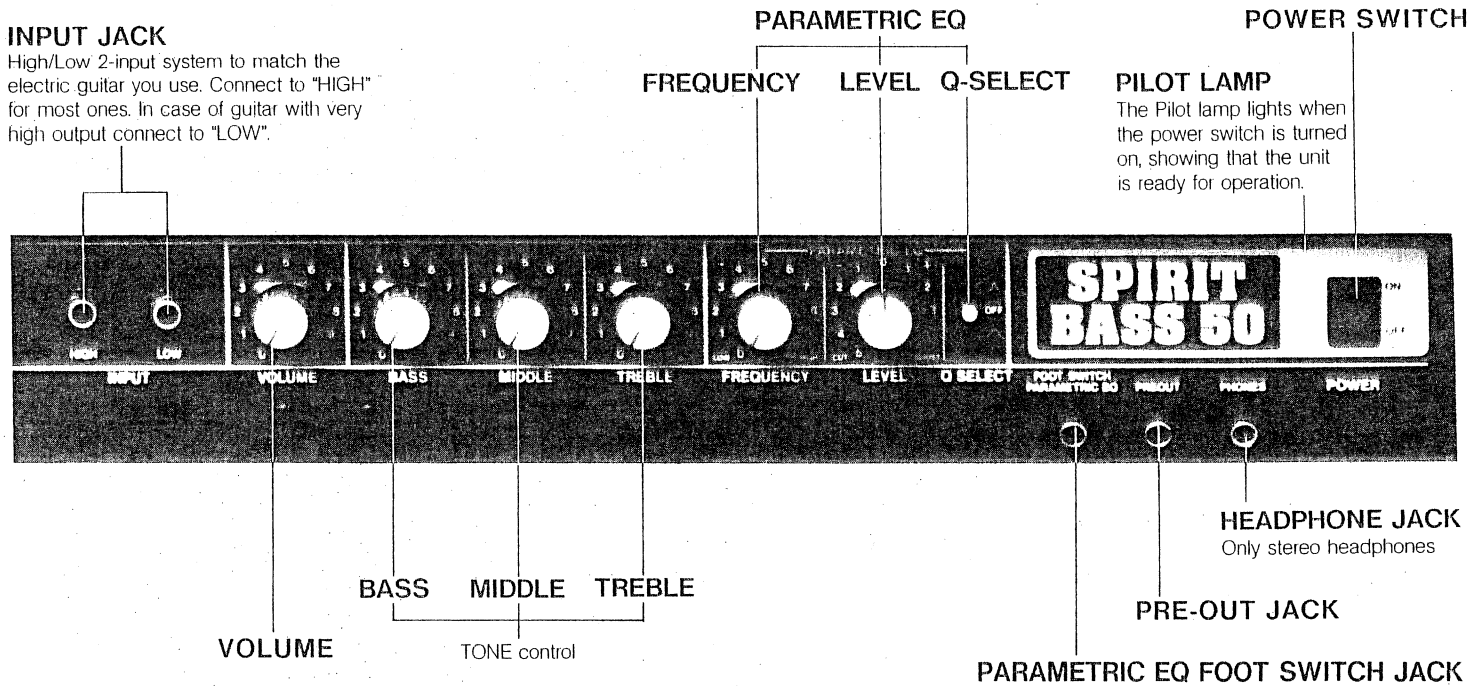 INPUT JACK
High/Low 2-input system to match the
electric guitar you use. Connect to "HIGH"
for most ones. In case of guitar with very
high output connect to "LOW".
PARAMETRIC EQ
FREQUENCY LEVEL Q-SELECT
POWER SWITCH
PILOT LAMP
The Pilot lamp lights when
the power switch is turned
on, showing that the unit
is ready for operation.
HIGH LOW
INPUT
VOLUME
BASS
MIDDLE
TREBLE
FREQUENCY
LEVEL
Q SELECT
OFF
SPIRIT
BASS 50
ON
OFF
FOOT SWITCH
PARAMETRIC EQ
PRE OUT
PHONES
POWER
HEADPHONE JACK
Only stereo headphones
BASS MIDDLE TREBLE
TONE control
VOLUME
PRE-OUT JACK
PARAMETRIC EQ FOOT SWITCH JACK